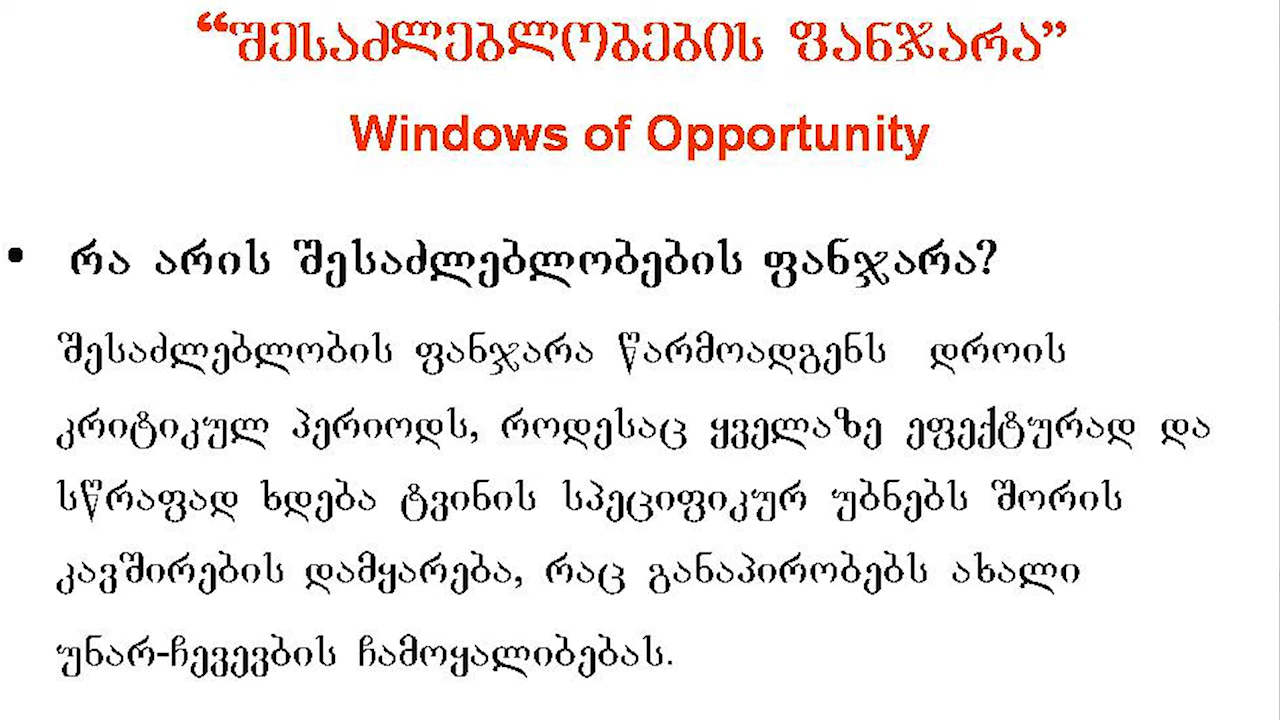 “შესაძლებლობების ფანჯარა”
Windows of Opportunity
• რა არის შესაძლებლობების ფანჯარა?
შესაძლებლობის ფანჯარა წარმოადგენს დროის
კრიტიკულ პერიოდს, როდესაც ყველაზე ეფექტურად და
სწრაფად ხდება ტვინის სპეციფიკურ უბნებს შორის
კავშირების დამყარება, რაც განაპირობებს ახალი
უნარ-ჩევევბის ჩამოყალიბებას.